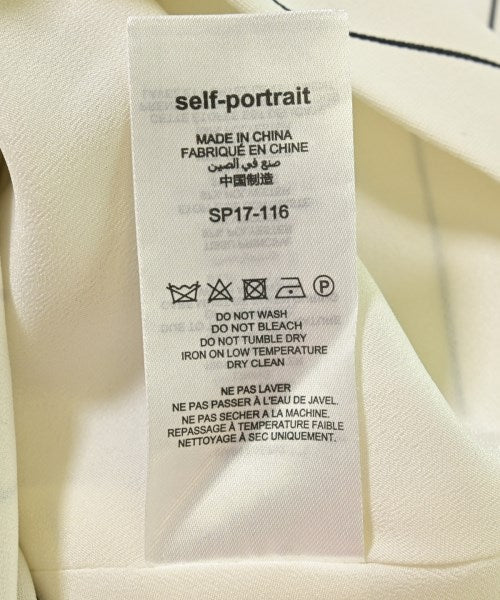 self-portrait
MADE IN CHINA
FABRIQUÉ EN CHINE
صنع في الصين
中国制造
SP17-116
P
DO NOT WASH
DO NOT BLEACH
DO NOT TUMBLE DRY
IRON ON LOW TEMPERATURE
DRY CLEAN
NE PAS LAVER
NE PAS PASSER À L'EAU DE JAVEL.
NE PAS SECHER A LA MACHINE.
REPASSAGE À TEMPÉRATURE FAIBLE
NETTOYAGE À SEC UNIQUEMENT.